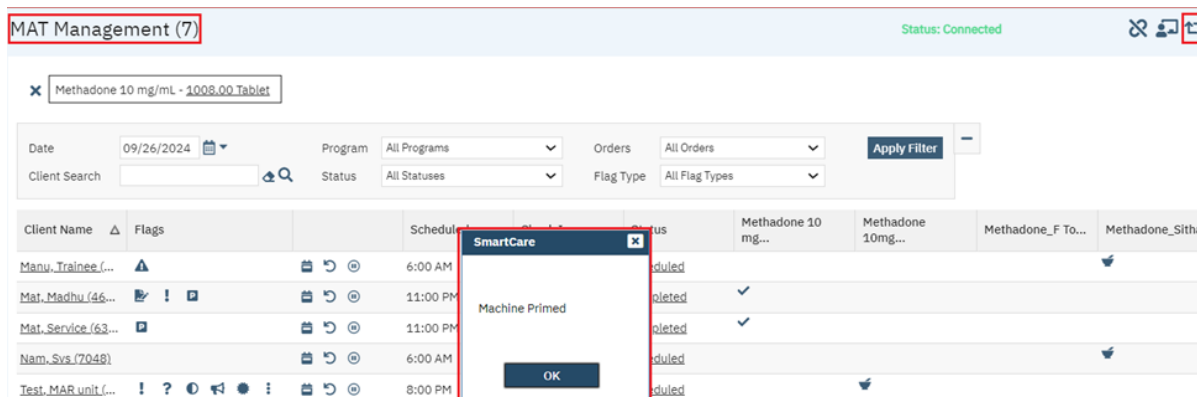 MAT Management (7)
Status: Connected
Methadone 10 mg/mL - 1008.00 Tablet
Date 09/26/2024 Program All Programs Orders All Orders Apply Filter
Client Search Status All Statuses Flag Type All Flag Types
Client Name Flags Methadone 10 mg... Methadone 10mg... Methadone_F To...
SmartCare
Manu, Trainee (... 6:00 AM
Mat, Madhu (46... 11:00 PM
Machine Primed
Mat, Service (63... 11:00 PM
Nam, Svs (7048) 6:00 AM
OK
Test, MAR unit (... 8:00 PM